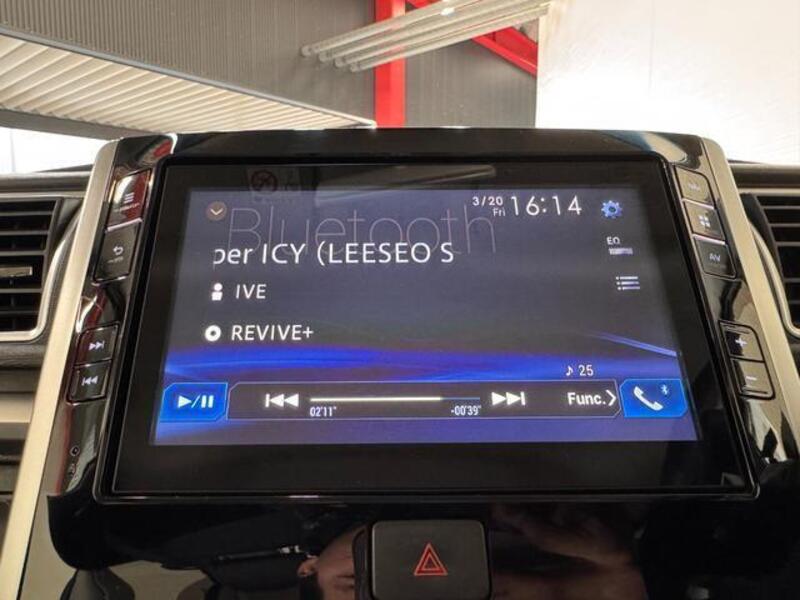 3/20
Fri
16:14
Bluetooth
per ICY (LEESEO S
EQ
IVE
REVIVE+
♪ 25
02'11"
-00'39"
Func.
AV
+
-